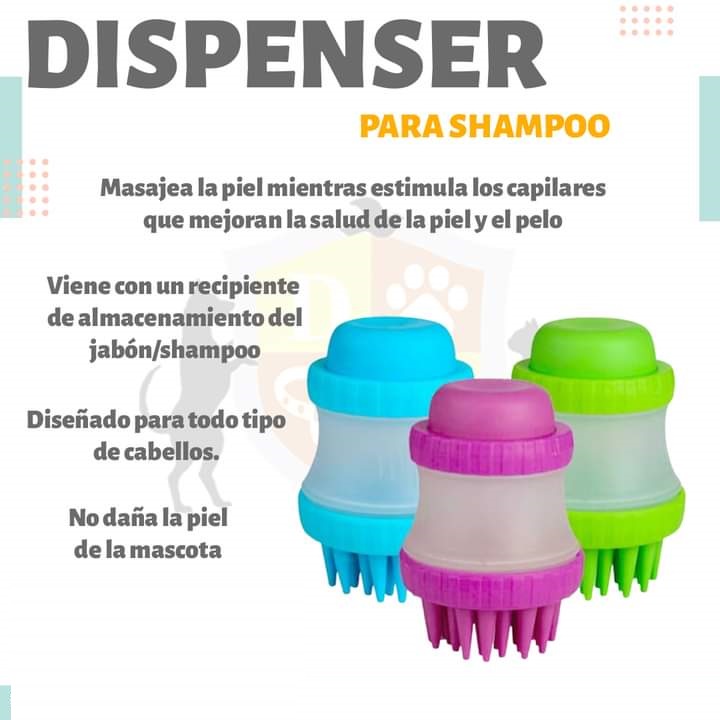 DISPENSER
PARA SHAMPOO
Masajea la piel mientras estimula los capilares
que mejoran la salud de la piel y el pelo
Viene con un recipiente
de almacenamiento del
jabón/shampoo
Diseñado para todo tipo
de cabellos.
No daña la piel
de la mascota